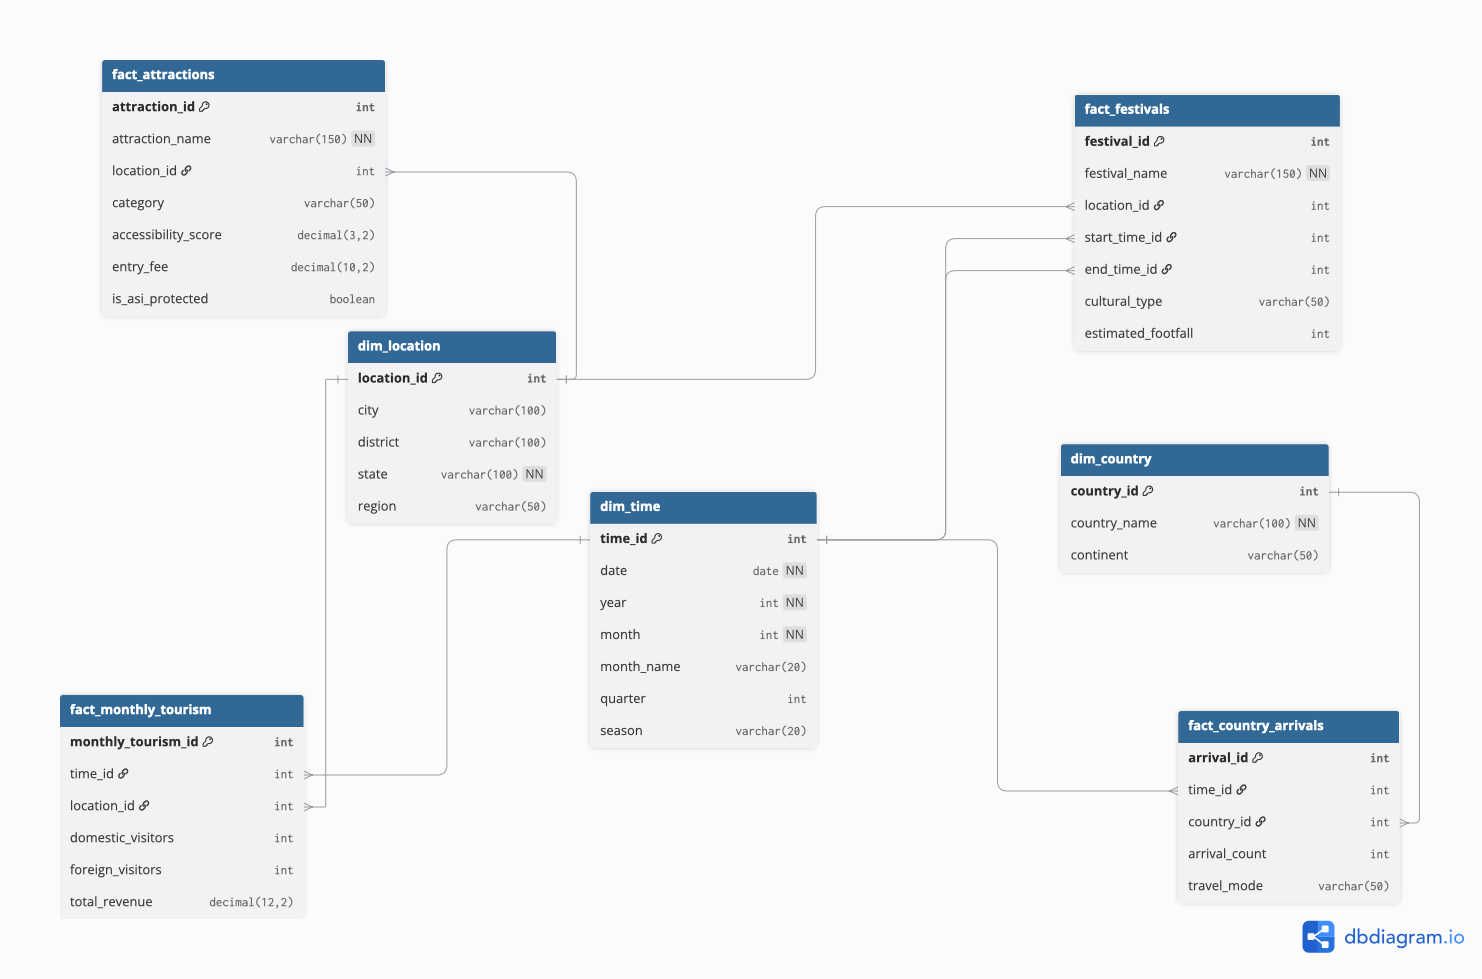 fact_attractions
attraction_id int
attraction_name varchar(150) NN
location_id int
category varchar(50)
accessibility_score decimal(3,2)
entry_fee decimal(10,2)
is_asi_protected boolean
fact_festivals
festival_id int
festival_name varchar(150) NN
location_id int
start_time_id int
end_time_id int
cultural_type varchar(50)
estimated_footfall int
dim_location
location_id int
city varchar(100)
district varchar(100)
state varchar(100) NN
region varchar(50)
dim_country
country_id int
country_name varchar(100) NN
continent varchar(50)
dim_time
time_id int
date date NN
year int NN
month int NN
month_name varchar(20)
quarter int
season varchar(20)
fact_monthly_tourism
monthly_tourism_id int
time_id int
location_id int
domestic_visitors int
foreign_visitors int
total_revenue decimal(12,2)
fact_country_arrivals
arrival_id int
time_id int
country_id int
arrival_count int
travel_mode varchar(50)
dbdiagram.io